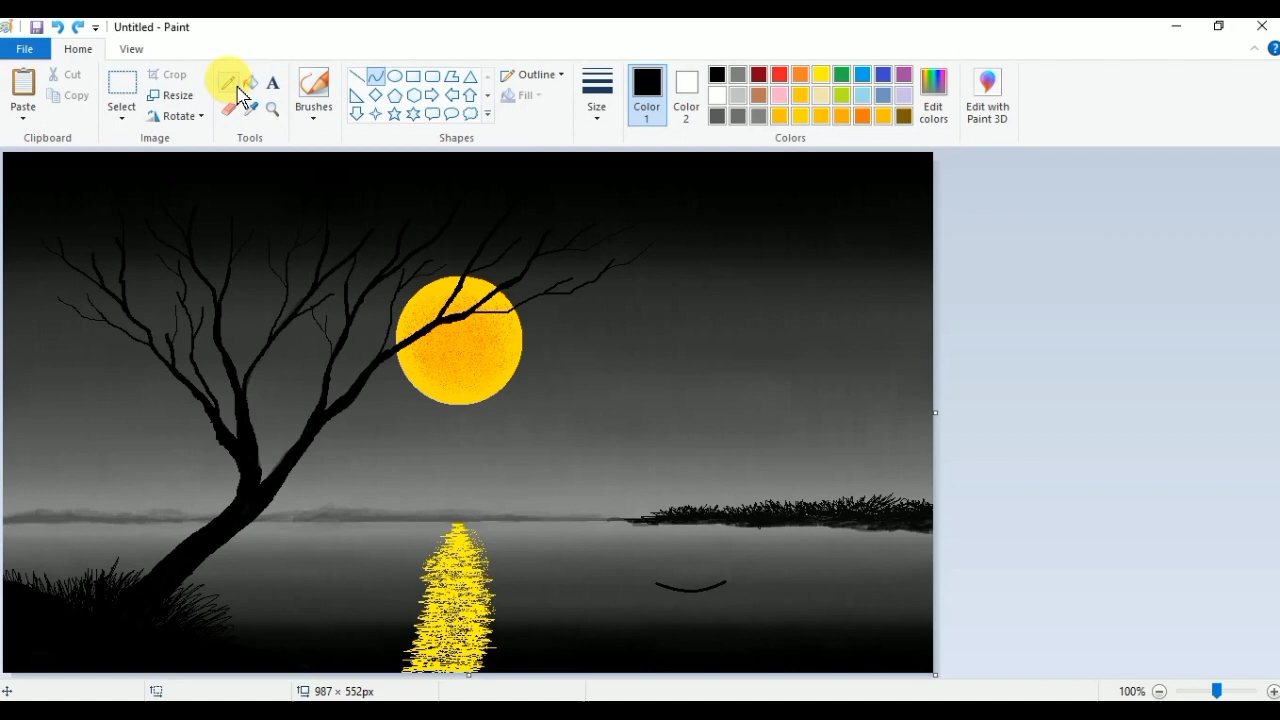 Untitled - Paint
File Home View
Paste
Cut
Copy
Clipboard
Select
Crop
Resize
Rotate
Image
A
Tools
Brushes
Outline
Fill
Shapes
Size
Color 1
Color 2
Edit colors
Colors
Edit with Paint 3D
?
987 × 552px
100%